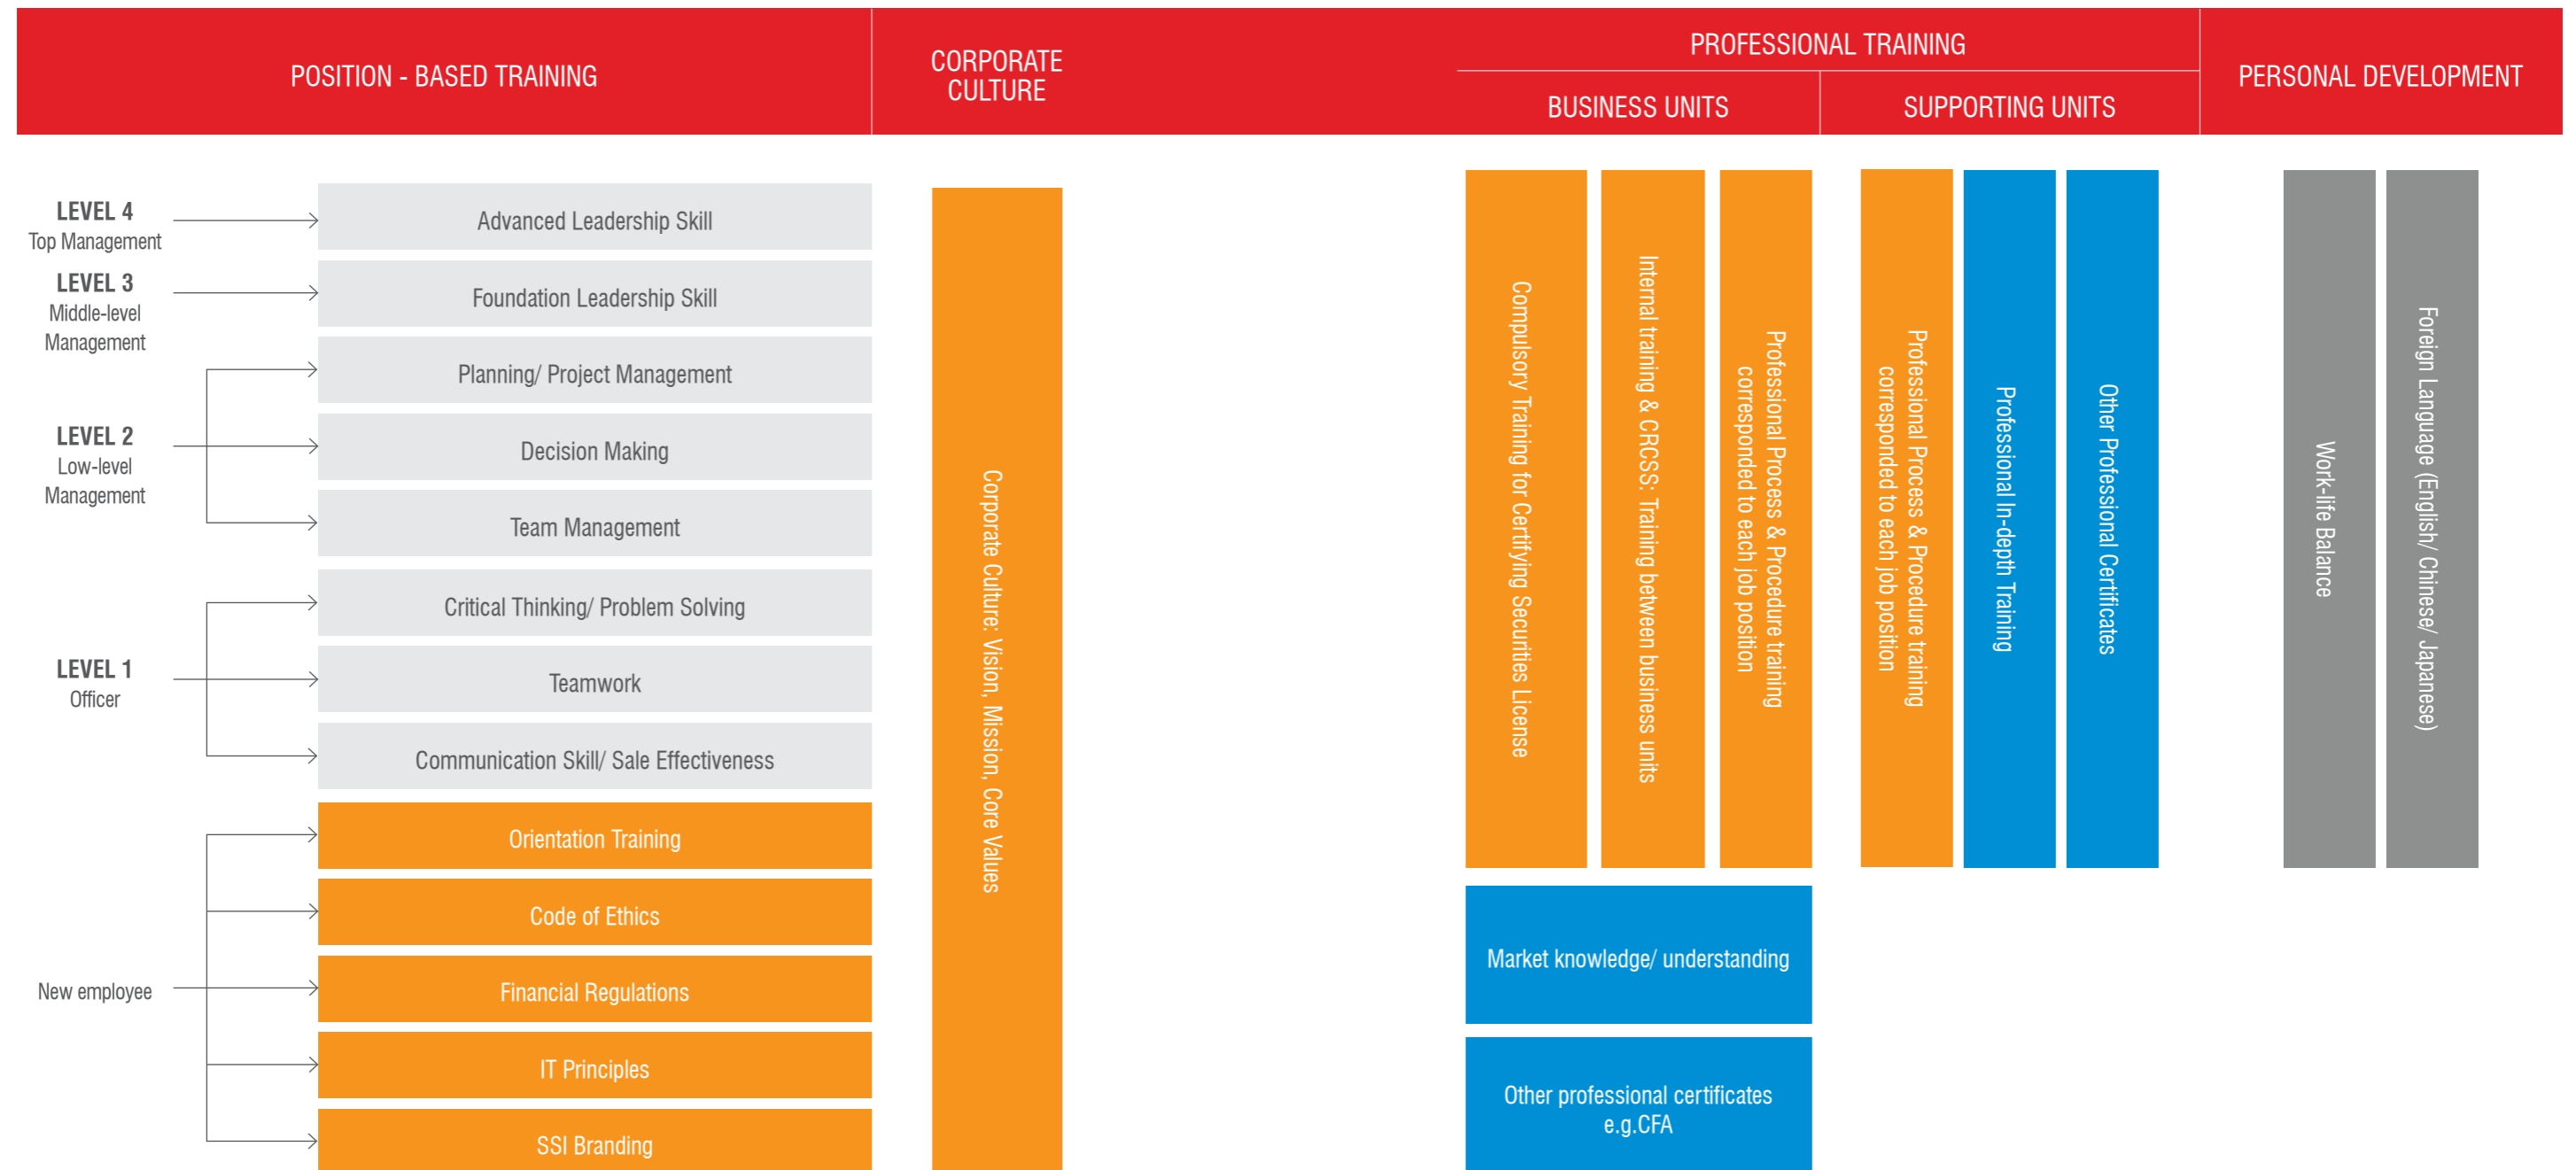 POSITION - BASED TRAINING
CORPORATE
CULTURE
PROFESSIONAL TRAINING
BUSINESS UNITS
SUPPORTING UNITS
PERSONAL DEVELOPMENT
LEVEL 4
Top Management
Advanced Leadership Skill
LEVEL 3
Middle-level
Management
Foundation Leadership Skill
LEVEL 2
Low-level
Management
Planning/ Project Management
Decision Making
Team Management
LEVEL 1
Officer
Critical Thinking/ Problem Solving
Teamwork
Communication Skill/ Sale Effectiveness
New employee
Orientation Training
Code of Ethics
Financial Regulations
IT Principles
SSI Branding
Corporate Culture: Vision, Mission, Core Values
Compulsory Training for Certifying Securities License
Internal training & CRCSS: Training between business units
Professional Process & Procedure training
corresponded to each job position
Market knowledge/ understanding
Other professional certificates
e.g.CFA
Professional Process & Procedure training
corresponded to each job position
Professional In-depth Training
Other Professional Certificates
Work-life Balance
Foreign Language (English/ Chinese/ Japanese)